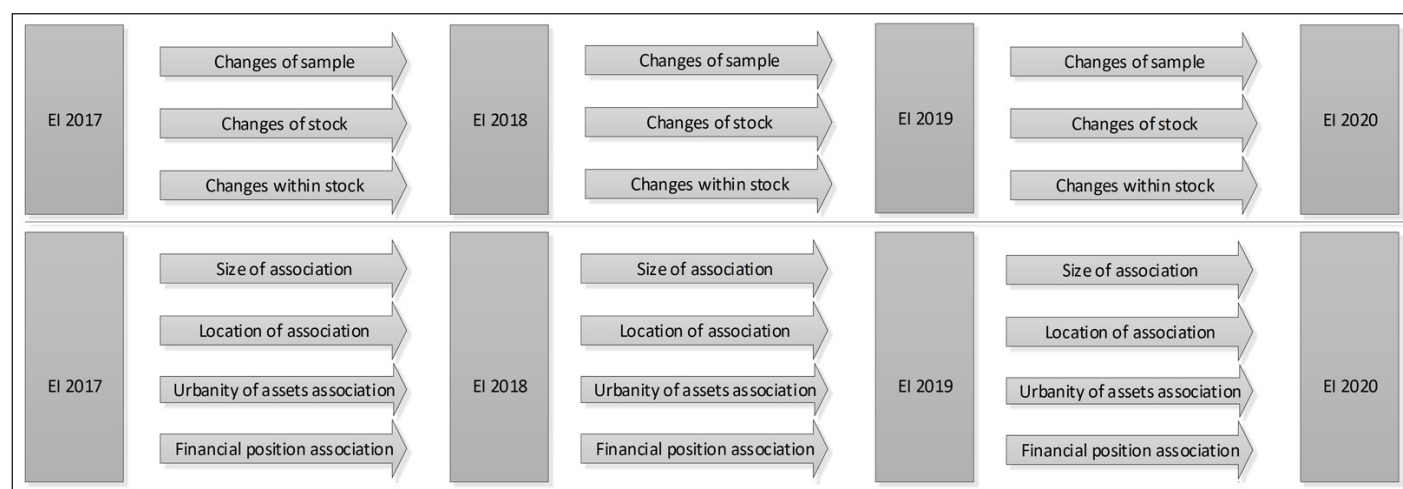 EI 2017
Changes of sample
Changes of stock
Changes within stock
EI 2018
Changes of sample
Changes of stock
Changes within stock
EI 2019
Changes of sample
Changes of stock
Changes within stock
EI 2020
EI 2017
Size of association
Location of association
Urbanity of assets association
Financial position association
EI 2018
Size of association
Location of association
Urbanity of assets association
Financial position association
EI 2019
Size of association
Location of association
Urbanity of assets association
Financial position association
EI 2020